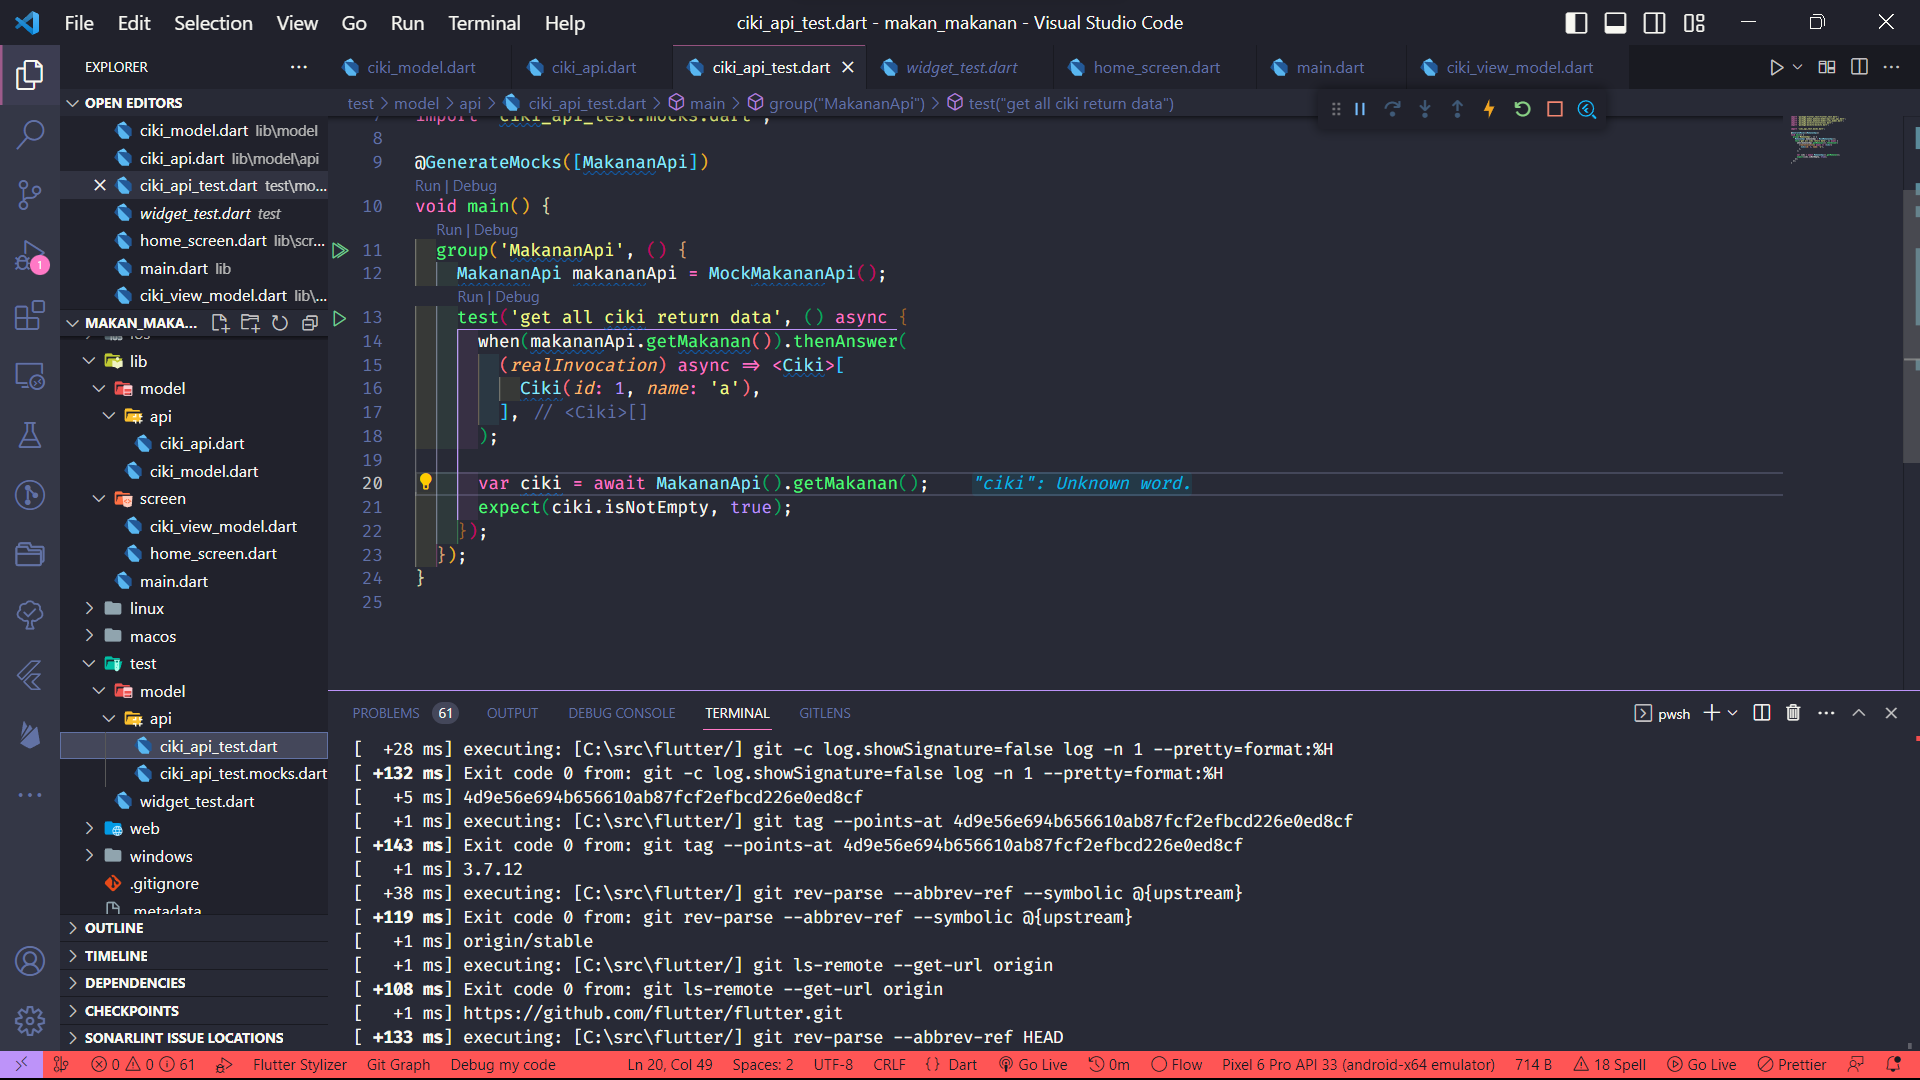 File Edit Selection View Go Run Terminal Help
ciki_api_test.dart - makan_makanan - Visual Studio Code
EXPLORER
OPEN EDITORS
ciki_model.dart lib\model
ciki_api.dart lib\model\api
ciki_api_test.dart test\mo...
widget_test.dart test
home_screen.dart lib\scr...
main.dart lib
ciki_view_model.dart lib\...
MAKAN_MAKA...
lib
model
api
ciki_api.dart
ciki_model.dart
screen
ciki_view_model.dart
home_screen.dart
main.dart
linux
macos
test
model
api
ciki_api_test.dart
ciki_api_test.mocks.dart
widget_test.dart
web
windows
.gitignore
.metadata
OUTLINE
TIMELINE
DEPENDENCIES
CHECKPOINTS
SONARLINT ISSUE LOCATIONS
1
ciki_model.dart ciki_api.dart ciki_api_test.dart widget_test.dart home_screen.dart main.dart ciki_view_model.dart
test > model > api > ciki_api_test.dart > main > group("MakananApi") > test("get all ciki return data")
7 import 'ciki_api_test.mocks.dart';
8
9 @GenerateMocks([MakananApi])
Run | Debug
10 void main() {
Run | Debug
11 group('MakananApi', () {
12 MakananApi makananApi = MockMakananApi();
Run | Debug
13 test('get all ciki return data', () async {
14 when(makananApi.getMakanan()).thenAnswer(
15 (realInvocation) async => <Ciki>[
16 Ciki(id: 1, name: 'a'),
17 ], // <Ciki>[]
18 );
19
20 var ciki = await MakananApi().getMakanan(); "ciki": Unknown word.
21 expect(ciki.isNotEmpty, true);
22 });
23 });
24 }
25
PROBLEMS 61 OUTPUT DEBUG CONSOLE TERMINAL GITLENS
pwsh
[ +28 ms] executing: [C:\src\flutter/] git -c log.showSignature=false log -n 1 --pretty=format:%H
[ +132 ms] Exit code 0 from: git -c log.showSignature=false log -n 1 --pretty=format:%H
[ +5 ms] 4d9e56e694b656610ab87fcf2efbcd226e0ed8cf
[ +1 ms] executing: [C:\src\flutter/] git tag --points-at 4d9e56e694b656610ab87fcf2efbcd226e0ed8cf
[ +143 ms] Exit code 0 from: git tag --points-at 4d9e56e694b656610ab87fcf2efbcd226e0ed8cf
[ +1 ms] 3.7.12
[ +38 ms] executing: [C:\src\flutter/] git rev-parse --abbrev-ref --symbolic @{upstream}
[ +119 ms] Exit code 0 from: git rev-parse --abbrev-ref --symbolic @{upstream}
[ +1 ms] origin/stable
[ +1 ms] executing: [C:\src\flutter/] git ls-remote --get-url origin
[ +108 ms] Exit code 0 from: git ls-remote --get-url origin
[ +1 ms] https://github.com/flutter/flutter.git
[ +133 ms] executing: [C:\src\flutter/] git rev-parse --abbrev-ref HEAD
0 0 61 Flutter Stylizer Git Graph Debug my code Ln 20, Col 49 Spaces: 2 UTF-8 CRLF {} Dart Go Live 0m Flow Pixel 6 Pro API 33 (android-x64 emulator) 714 B 18 Spell Go Live Prettier